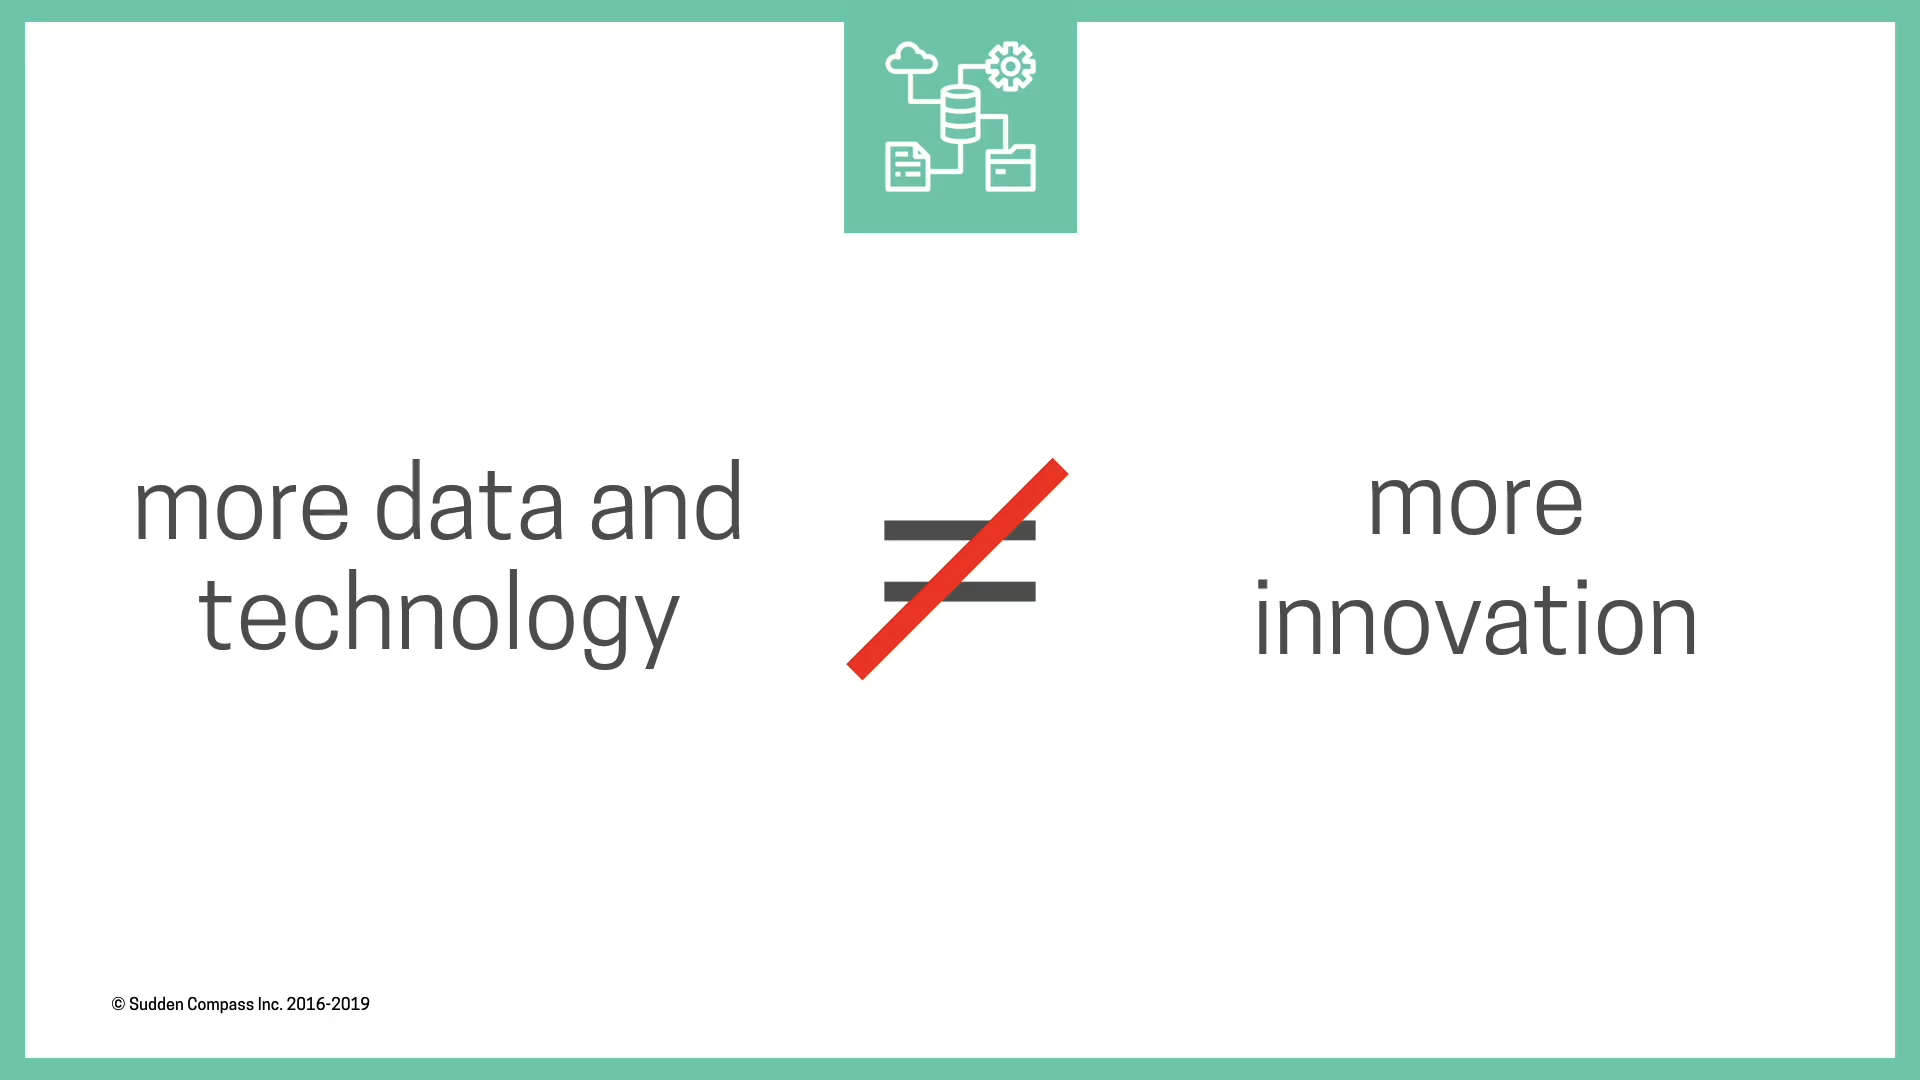 more data and
technology
≠
more
innovation
© Sudden Compass Inc. 2016-2019